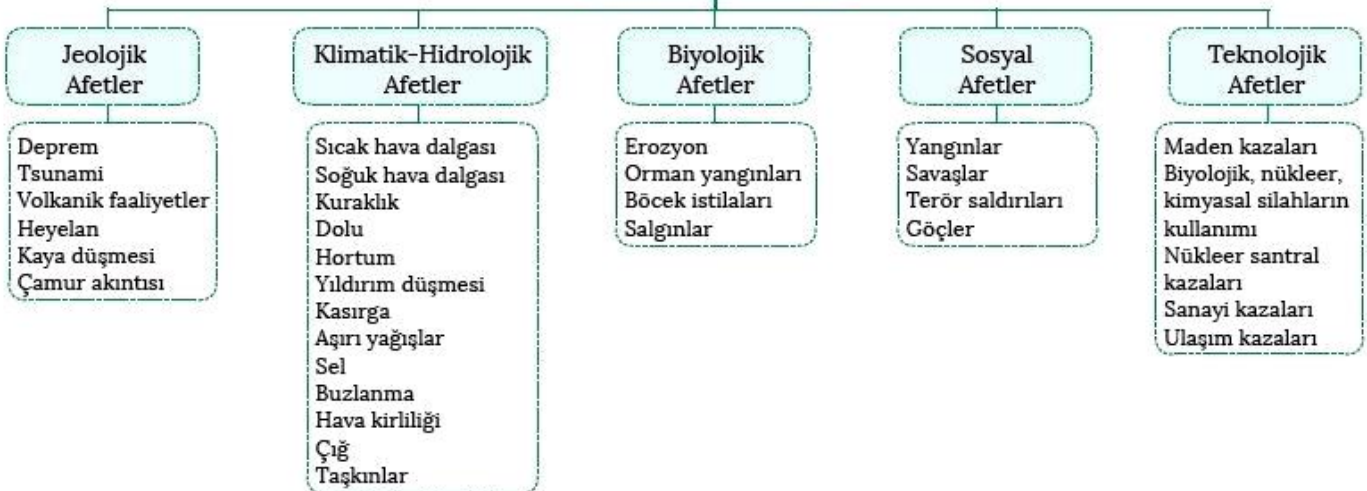 Jeolojik
Afetler
Deprem
Tsunami
Volkanik faaliyetler
Heyelan
Kaya düşmesi
Çamur akıntısı
Klimatik-Hidrolojik
Afetler
Sıcak hava dalgası
Soğuk hava dalgası
Kuraklık
Dolu
Hortum
Yıldırım düşmesi
Kasırga
Aşırı yağışlar
Sel
Buzlanma
Hava kirliliği
Çığ
Taşkınlar
Biyolojik
Afetler
Erozyon
Orman yangınları
Böcek istilaları
Salgınlar
Sosyal
Afetler
Yangınlar
Savaşlar
Terör saldırıları
Göçler
Teknolojik
Afetler
Maden kazaları
Biyolojik, nükleer,
kimyasal silahların
kullanımı
Nükleer santral
kazaları
Sanayi kazaları
Ulaşım kazaları